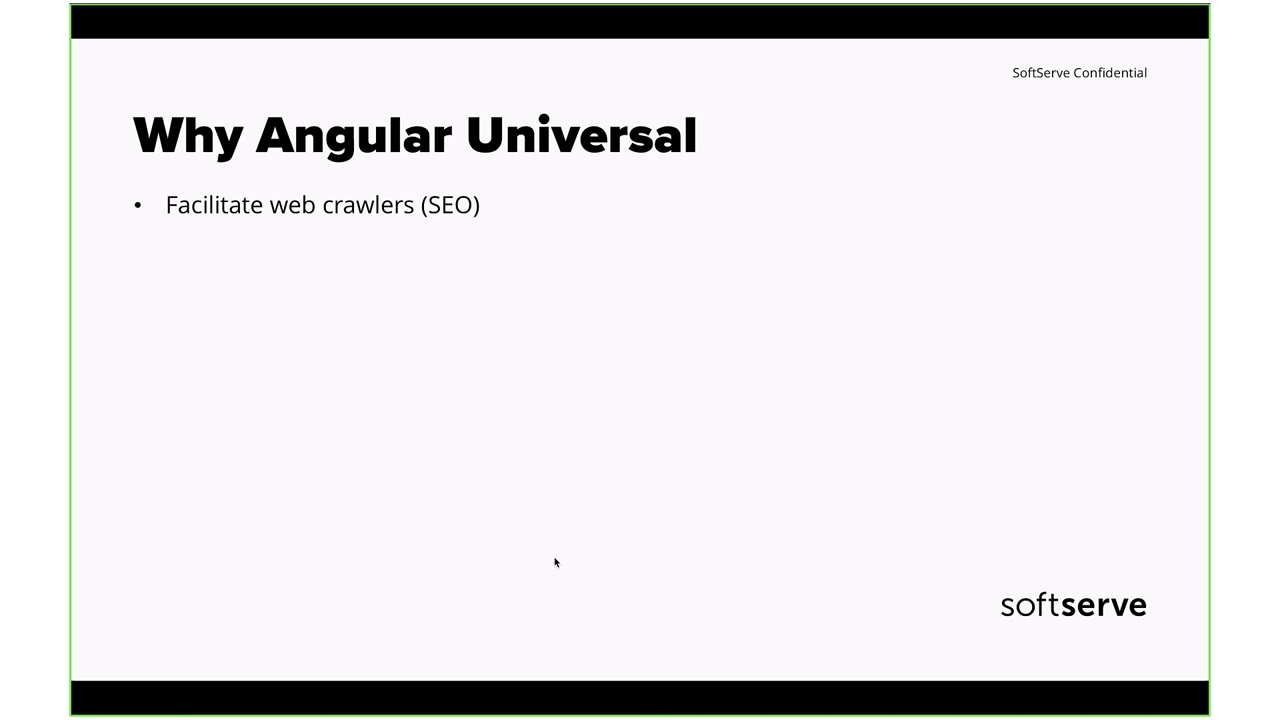 SoftServe Confidential
Why Angular Universal
• Facilitate web crawlers (SEO)
softserve